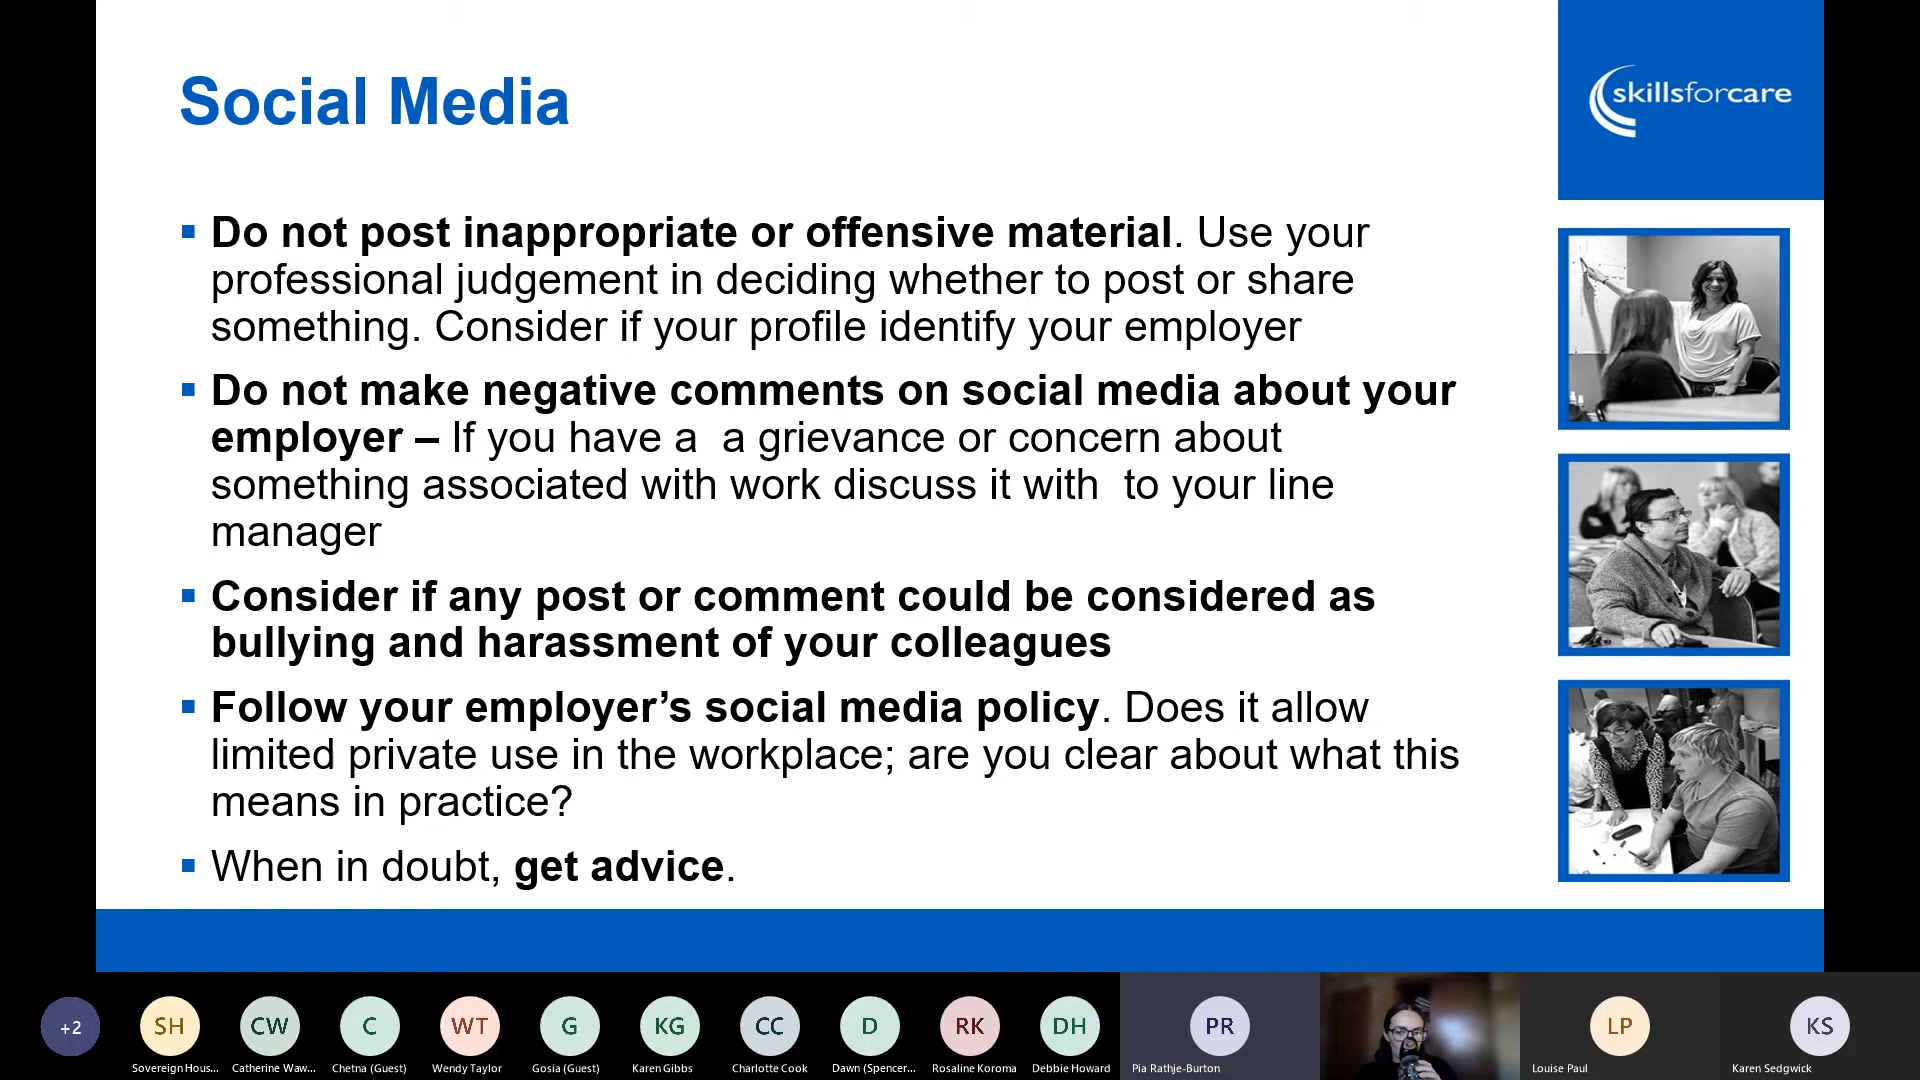 Social Media
skillsforcare
▪ Do not post inappropriate or offensive material. Use your
professional judgement in deciding whether to post or share
something. Consider if your profile identify your employer
▪ Do not make negative comments on social media about your
employer – If you have a  a grievance or concern about
something associated with work discuss it with  to your line
manager
▪ Consider if any post or comment could be considered as
bullying and harassment of your colleagues
▪ Follow your employer’s social media policy. Does it allow
limited private use in the workplace; are you clear about what this
means in practice?
▪ When in doubt, get advice.
+2
SH
CW
C
WT
G
KG
CC
D
RK
DH
PR
LP
KS
Sovereign Hous...
Catherine Waw...
Chetna (Guest)
Wendy Taylor
Gosia (Guest)
Karen Gibbs
Charlotte Cook
Dawn (Spencer...
Rosaline Koroma
Debbie Howard
Pia Rathje-Burton
Louise Paul
Karen Sedgwick